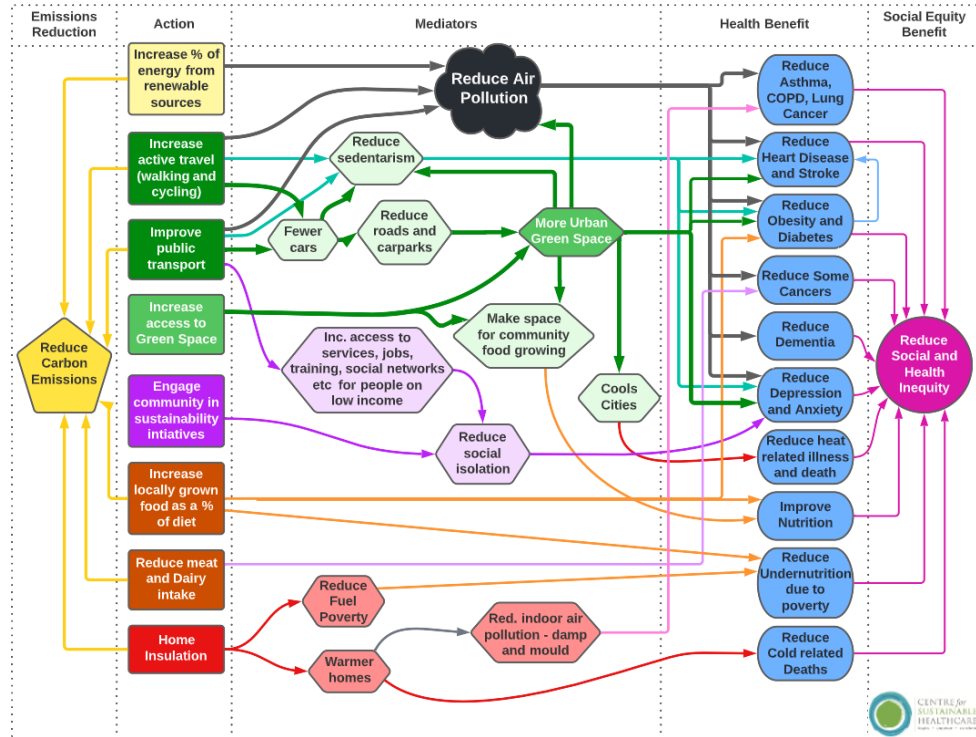 Emissions
Reduction
Action
Mediators
Health Benefit
Social Equity
Benefit
Increase % of
energy from
renewable
sources
Increase
active travel
(walking and
cycling)
Improve
public
transport
Increase
access to
Green Space
Engage
community in
sustainability
intiatives
Increase
locally grown
food as a %
of diet
Reduce meat
and Dairy
intake
Home
Insulation
Reduce
Carbon
Emissions
Reduce Air
Pollution
Reduce
sedentarism
Fewer
cars
Reduce
roads and
carparks
More Urban
Green Space
Make space
for community
food growing
Inc. access to
services, jobs,
training, social networks
etc for people on
low income
Cools
Cities
Reduce
social
isolation
Reduce
Fuel
Poverty
Warmer
homes
Red. indoor air
pollution - damp
and mould
Reduce
Asthma,
COPD, Lung
Cancer
Reduce
Heart Disease
and Stroke
Reduce
Obesity and
Diabetes
Reduce Some
Cancers
Reduce
Dementia
Reduce
Depression
and Anxiety
Reduce heat
related illness
and death
Improve
Nutrition
Reduce
Undernutrition
due to
poverty
Reduce
Cold related
Deaths
Reduce
Social and
Health
Inequity
CENTRE for
SUSTAINABLE
HEALTHCARE